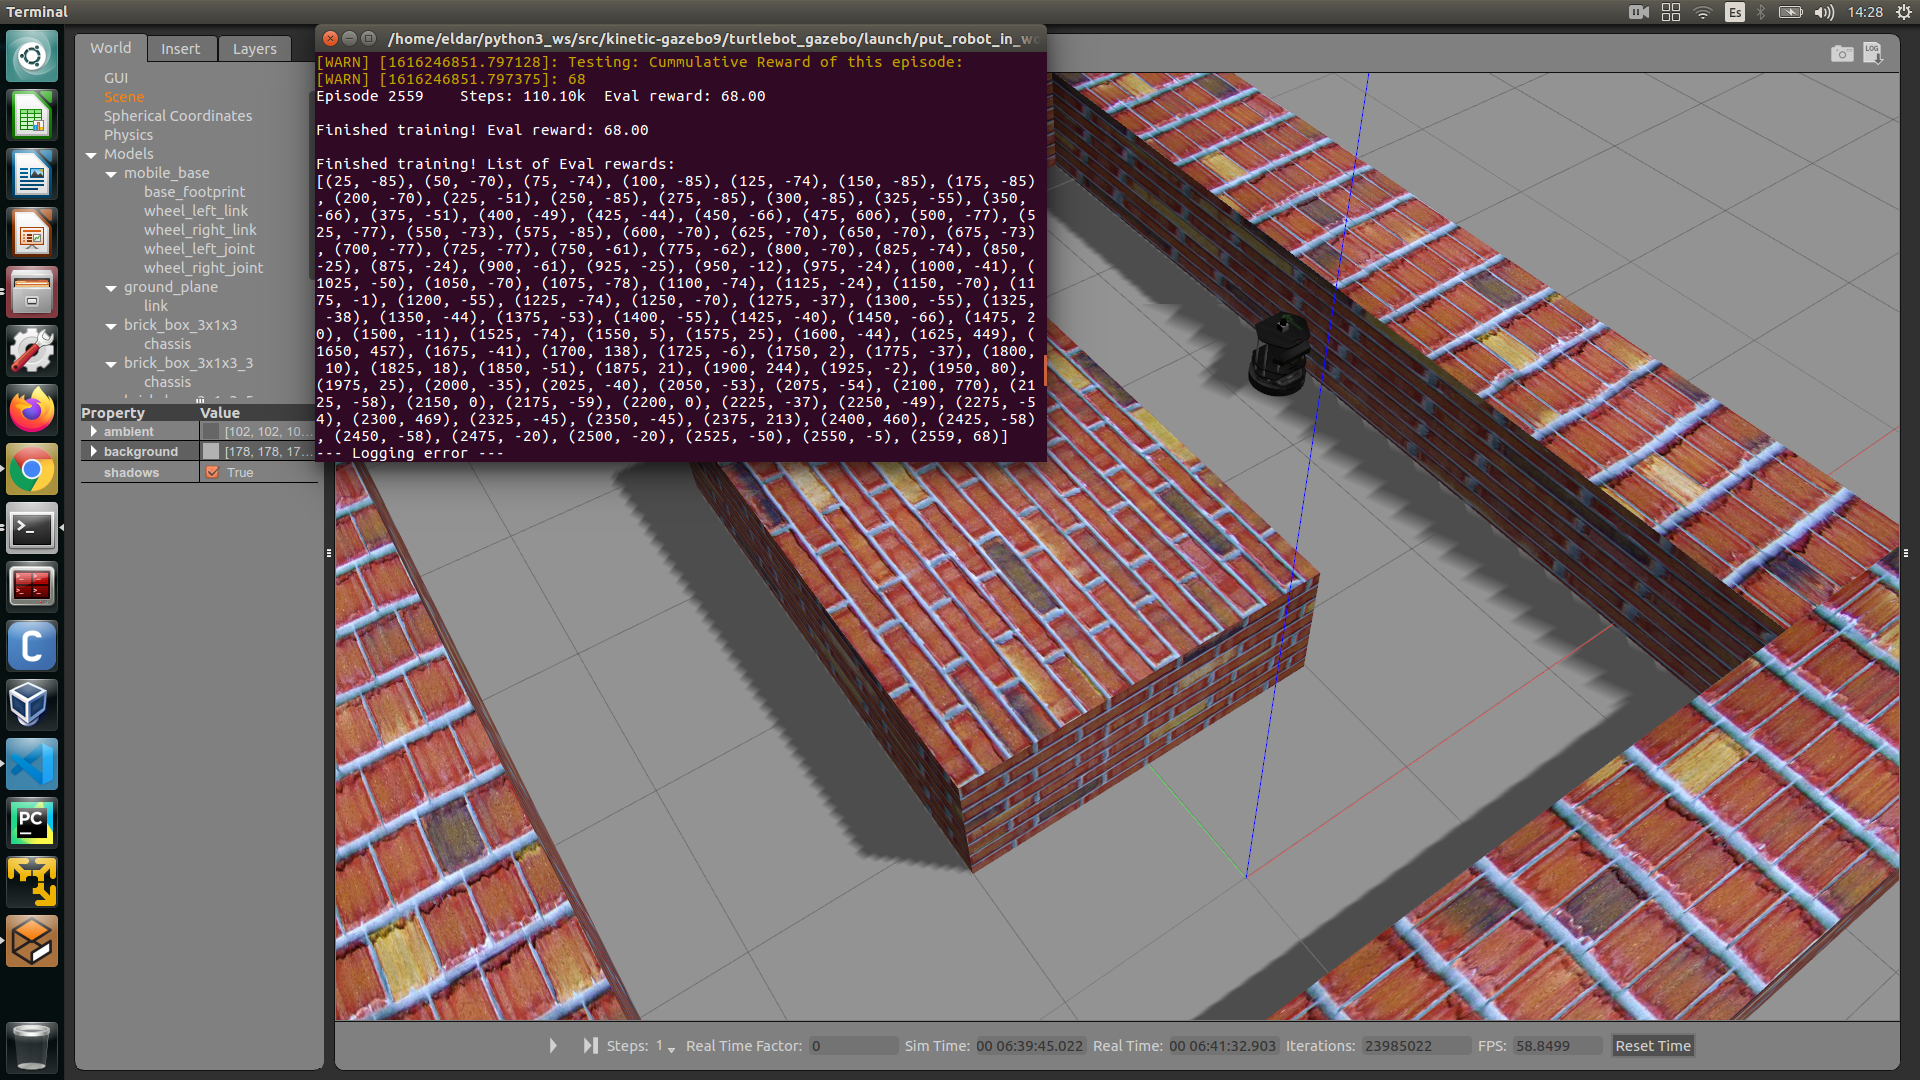 Terminal
Es
14:28
World
Insert
Layers
GUI
Scene
Spherical Coordinates
Physics
Models
mobile_base
base_footprint
wheel_left_link
wheel_right_link
wheel_left_joint
wheel_right_joint
ground_plane
link
brick_box_3x1x3
chassis
brick_box_3x1x3_3
chassis
Property Value
ambient [102, 102, 10...
background [178, 178, 17...
shadows True
/home/eldar/python3_ws/src/kinetic-gazebo9/turtlebot_gazebo/launch/put_robot_in_wo
[WARN] [1616246851.797128]: Testing: Cummulative Reward of this episode:
[WARN] [1616246851.797375]: 68
Episode 2559    Steps: 110.10k  Eval reward: 68.00
Finished training! Eval reward: 68.00
Finished training! List of Eval rewards:
[(25, -85), (50, -70), (75, -74), (100, -85), (125, -74), (150, -85), (175, -85)
, (200, -70), (225, -51), (250, -85), (275, -85), (300, -85), (325, -55), (350,
-66), (375, -51), (400, -49), (425, -44), (450, -66), (475, 606), (500, -77), (5
25, -77), (550, -73), (575, -85), (600, -70), (625, -70), (650, -70), (675, -73)
, (700, -77), (725, -77), (750, -61), (775, -62), (800, -70), (825, -74), (850,
-25), (875, -24), (900, -61), (925, -25), (950, -12), (975, -24), (1000, -41), (
1025, -50), (1050, -70), (1075, -78), (1100, -74), (1125, -24), (1150, -70), (11
75, -1), (1200, -55), (1225, -74), (1250, -70), (1275, -37), (1300, -55), (1325,
-38), (1350, -44), (1375, -53), (1400, -55), (1425, -40), (1450, -66), (1475, 2
0), (1500, -11), (1525, -74), (1550, 5), (1575, 25), (1600, -44), (1625, 449), (
1650, 457), (1675, -41), (1700, 138), (1725, -6), (1750, 2), (1775, -37), (1800,
10), (1825, 18), (1850, -51), (1875, 21), (1900, 244), (1925, -2), (1950, 80),
(1975, 25), (2000, -35), (2025, -40), (2050, -53), (2075, -54), (2100, 770), (21
25, -58), (2150, 0), (2175, -59), (2200, 0), (2225, -37), (2250, -49), (2275, -5
4), (2300, 469), (2325, -45), (2350, -45), (2375, 213), (2400, 460), (2425, -58)
, (2450, -58), (2475, -20), (2500, -20), (2525, -50), (2550, -5), (2559, 68)]
--- Logging error ---
LOG
C
PC
Steps: 1 Real Time Factor: 0 Sim Time: 00 06:39:45.022 Real Time: 00 06:41:32.903 Iterations: 23985022 FPS: 58.8499 Reset Time